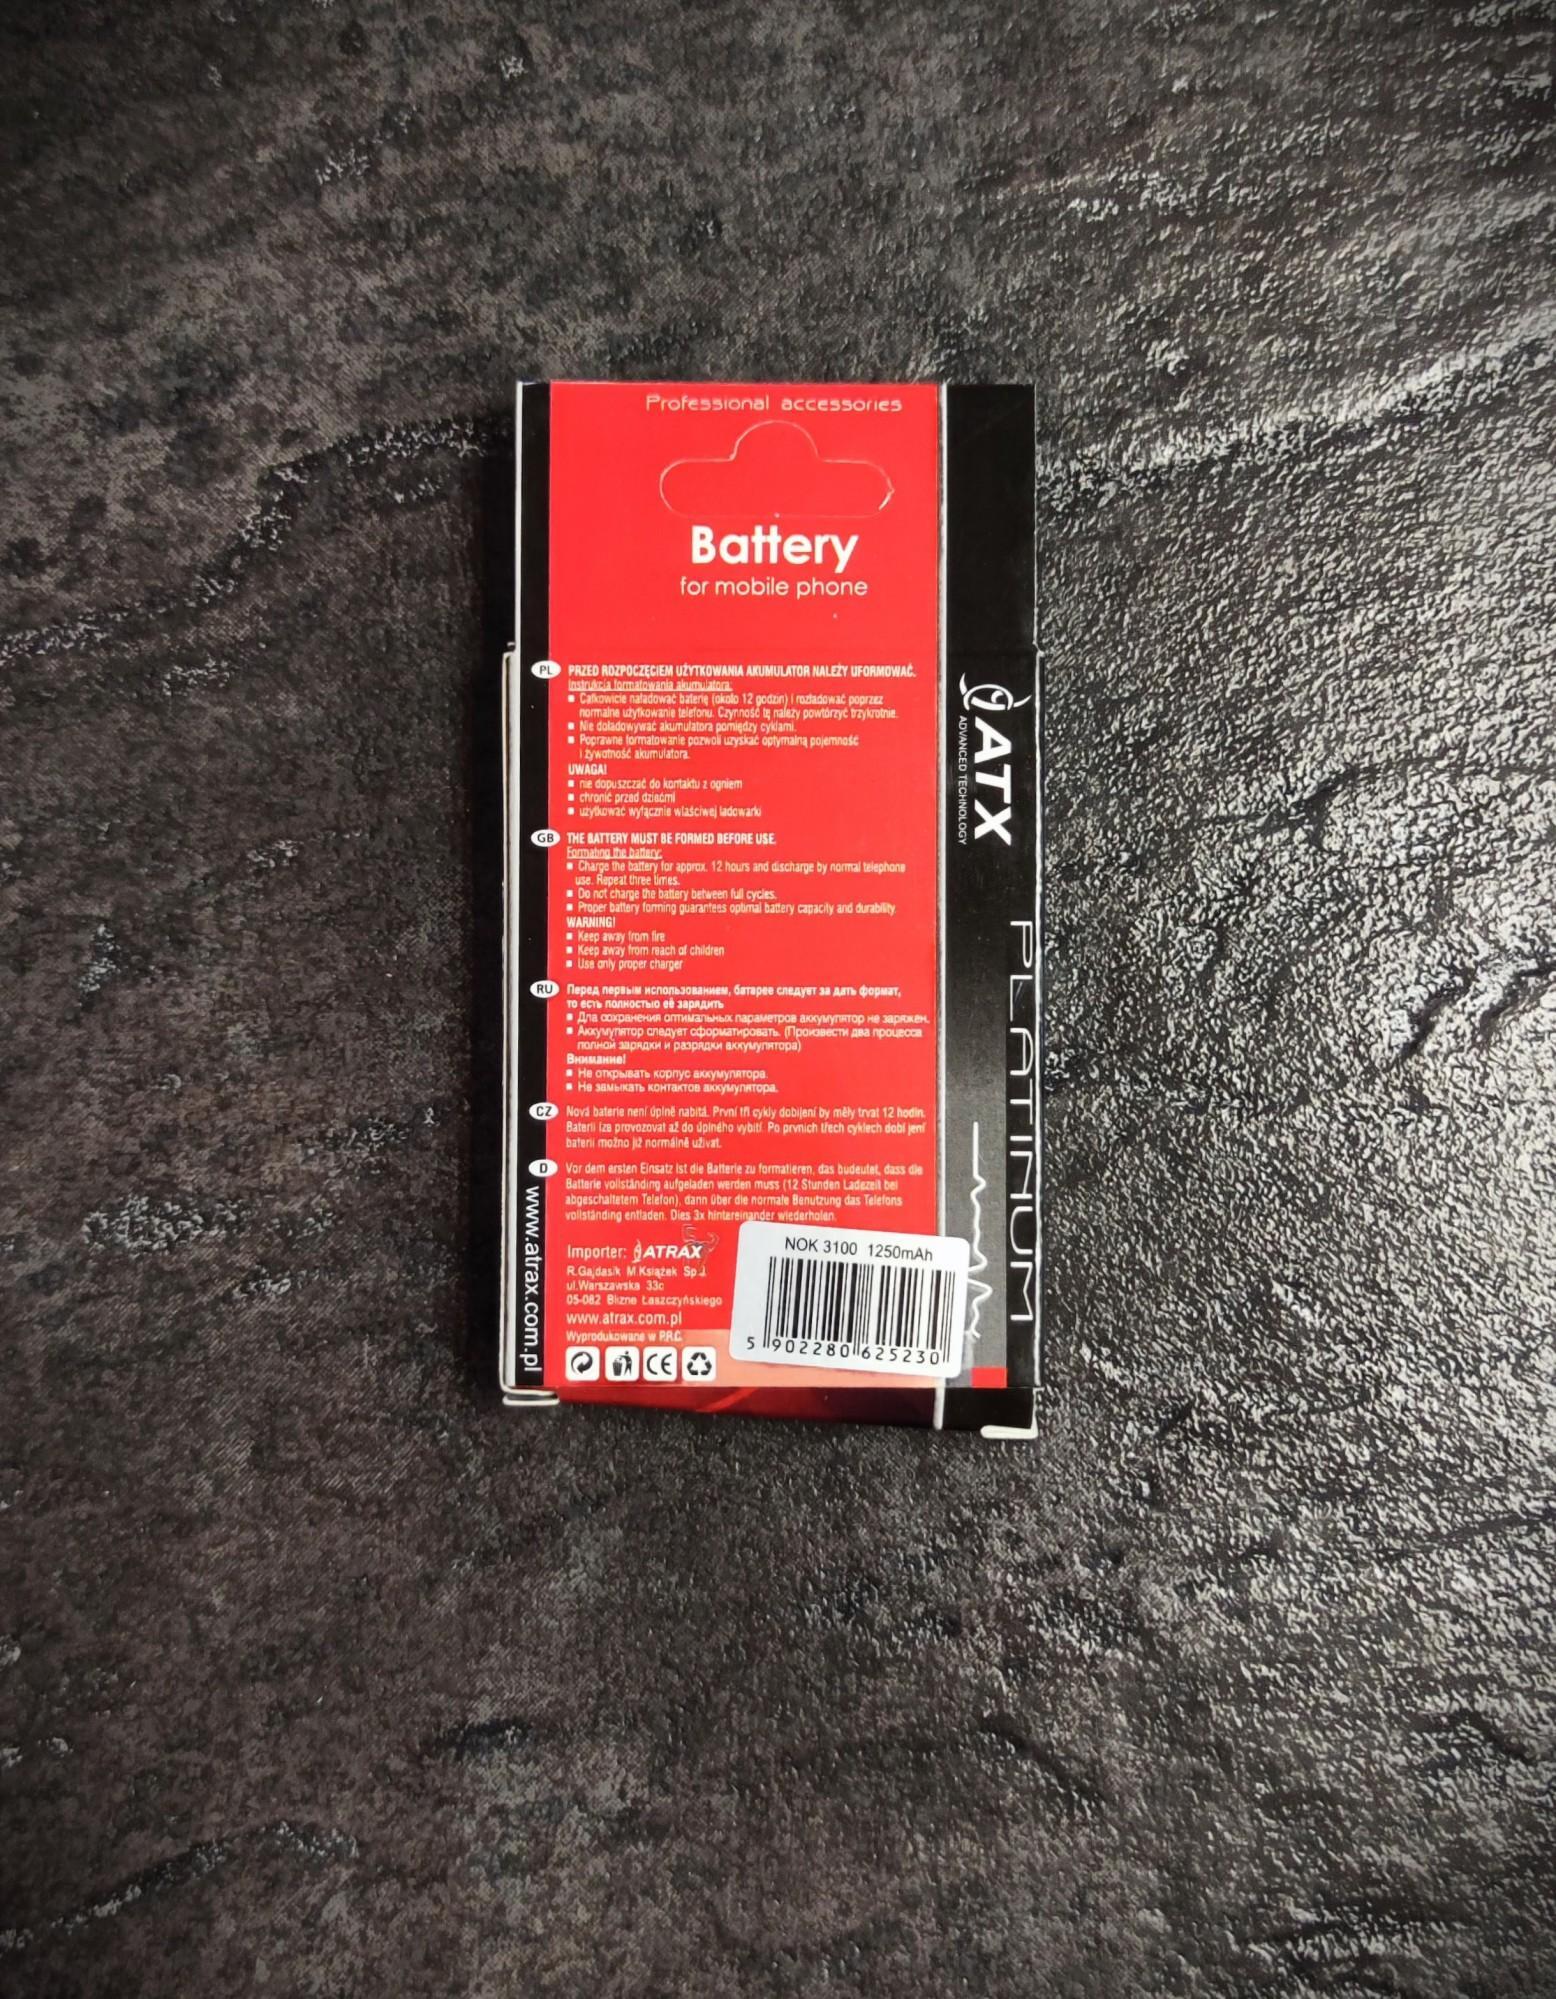 Professional accessories
Battery
for mobile phone
PL PRZED ROZPOCZĘCIEM UŻYTKOWANIA AKUMULATOR NALEŻY UFORMOWAĆ.
Instrukcja formatowania akumulatora:
▪ Całkowicie naładować baterię (około 12 godzin) i rozładować poprzez
normalne użytkowanie telefonu. Czynność tę należy powtórzyć trzykrotnie.
▪ Nie doładowywać akumulatora pomiędzy cyklami.
▪ Poprawne formatowanie pozwoli uzyskać optymalną pojemność
i żywotność akumulatora.
UWAGA!
▪ nie dopuszczać do kontaktu z ogniem
▪ chronić przed dziećmi
▪ użytkować wyłącznie właściwej ładowarki
GB THE BATTERY MUST BE FORMED BEFORE USE.
Formating the battery:
▪ Charge the battery for approx. 12 hours and discharge by normal telephone
use. Repeat three times.
▪ Do not charge the battery between full cycles.
▪ Proper battery forming guarantees optimal battery capacity and durability
WARNING!
▪ Keep away from fire
▪ Keep away from reach of children
▪ Use only proper charger
RU Перед первым использованием, батарее следует за дать формат,
то есть полностью её зарядить
▪ Для сохранения оптимальных параметров аккумулятор не заряжен.
▪ Аккумулятор следует сформатировать. (Произвести два процесса
полной зарядки и разрядки аккумулятора)
Внимание!
▪ Не открывать корпус аккумулятора.
▪ Не замыкать контактов аккумулятора.
CZ Nová baterie není úplně nabitá. První tři cykly dobíjení by měly trvat 12 hodin.
Baterii lze provozovat až do úplného vybití. Po prvních třech cyklech dobí jení
baterii možno již normálně užívat.
D Vor dem ersten Einsatz ist die Batterie zu formatieren, das budeutet, dass die
Batterie vollständing aufgeladen werden muss (12 Stunden Ladezeit bei
abgeschaltetem Telefon), dann über die normale Benutzung das Telefons
vollständing entladen. Dies 3x hintereinander wiederholen.
Importer: ATRAX
R.Gajdasik M.Książek Sp.J.
ul.Warszawska 33c
05-082 Blizne Łaszczyńskiego
www.atrax.com.pl
Wyprodukowane w P.R.C.
CE
NOK 3100 1250mAh
5 902280 625230
www.atrax.com.pl
ATX
ADVANCED TECHNOLOGY
PLATINUM